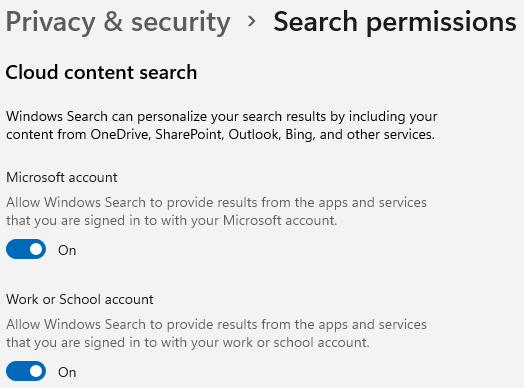 Privacy & security > Search permissions
Cloud content search
Windows Search can personalize your search results by including your
content from OneDrive, SharePoint, Outlook, Bing, and other services.
Microsoft account
Allow Windows Search to provide results from the apps and services
that you are signed in to with your Microsoft account.
On
Work or School account
Allow Windows Search to provide results from the apps and services
that you are signed in to with your work or school account.
On